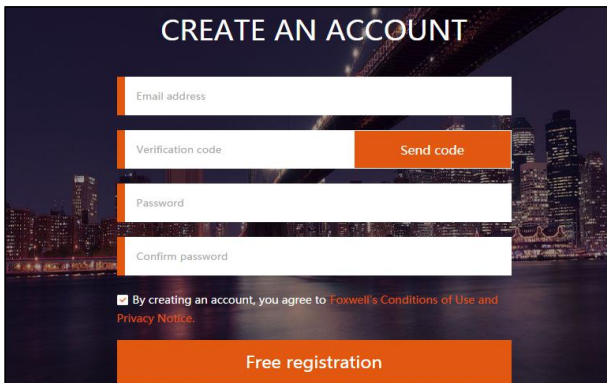 CREATE AN ACCOUNT
Email address
Verification code
Send code
Password
Confirm password
By creating an account, you agree to Foxwell's Conditions of Use and
Privacy Notice.
Free registration